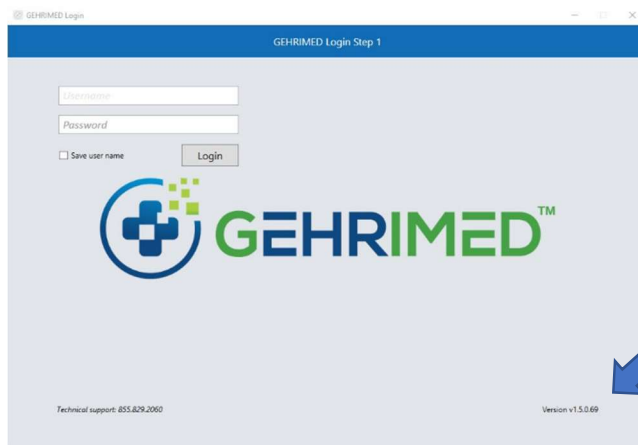 GEHRIMED Login
GEHRIMED Login Step 1
Username
Password
Save user name
Login
GEHRIMED™
Technical support: 855.829.2060
Version v1.5.0.69